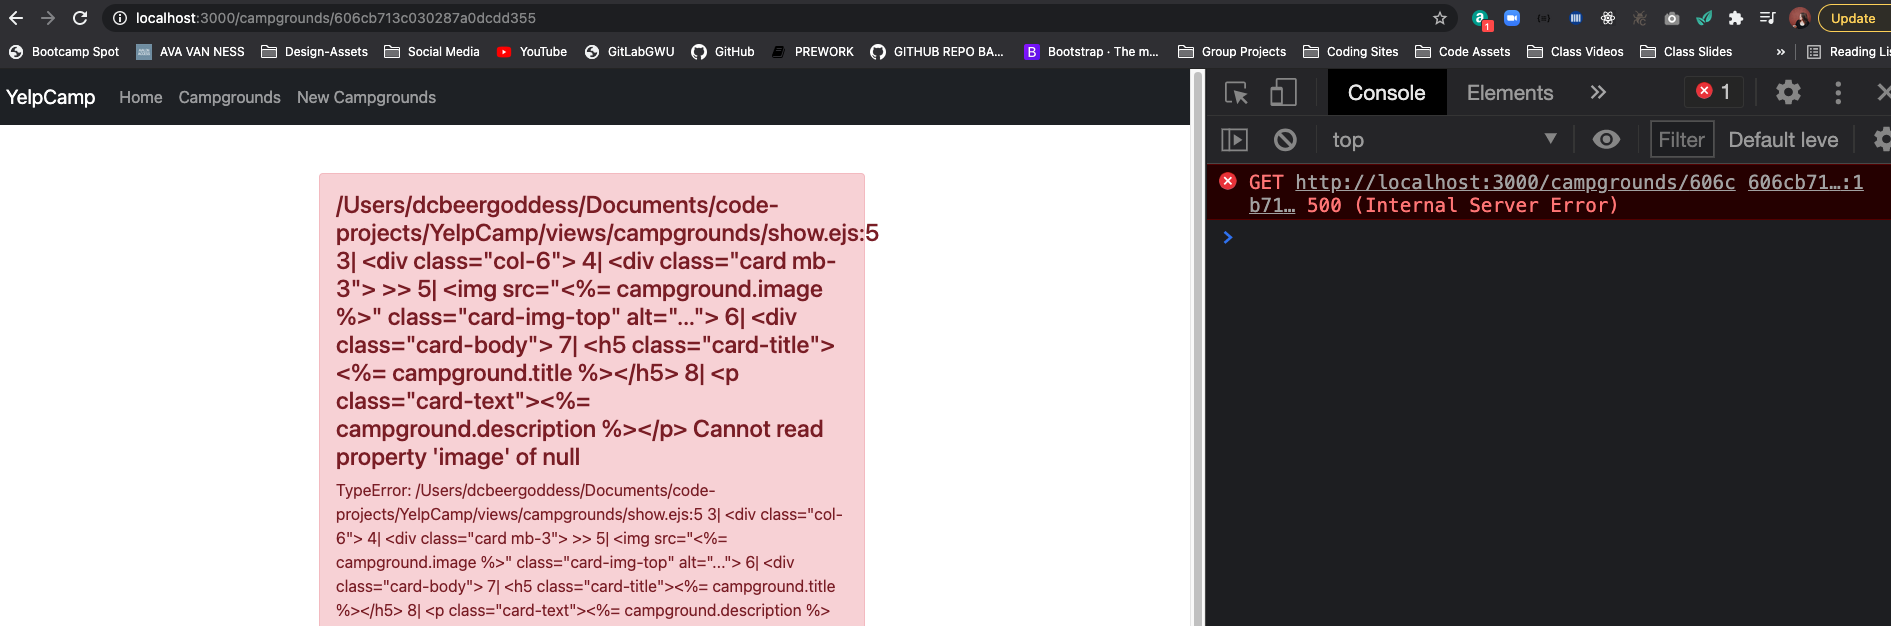 localhost:3000/campgrounds/606cb713c030287a0dcdd355
1
Update
Bootcamp Spot AVA VAN NESS Design-Assets Social Media YouTube GitLabGWU GitHub PREWORK GITHUB REPO BA... B Bootstrap · The m... Group Projects Coding Sites Code Assets Class Videos Class Slides » Reading Lis
YelpCamp Home Campgrounds New Campgrounds
/Users/dcbeergoddess/Documents/code-
projects/YelpCamp/views/campgrounds/show.ejs:5
3| <div class="col-6"> 4| <div class="card mb-
3"> >> 5| <img src="<%= campground.image
%>" class="card-img-top" alt="..."> 6| <div
class="card-body"> 7| <h5 class="card-title">
<%= campground.title %></h5> 8| <p
class="card-text"><%=
campground.description %></p> Cannot read
property 'image' of null
TypeError: /Users/dcbeergoddess/Documents/code-
projects/YelpCamp/views/campgrounds/show.ejs:5 3| <div class="col-
6"> 4| <div class="card mb-3"> >> 5| <img src="<%=
campground.image %>" class="card-img-top" alt="..."> 6| <div
class="card-body"> 7| <h5 class="card-title"><%= campground.title
%></h5> 8| <p class="card-text"><%= campground.description %>
Console Elements » 1
top Filter Default leve
GET http://localhost:3000/campgrounds/606c 606cb71…:1
b71… 500 (Internal Server Error)